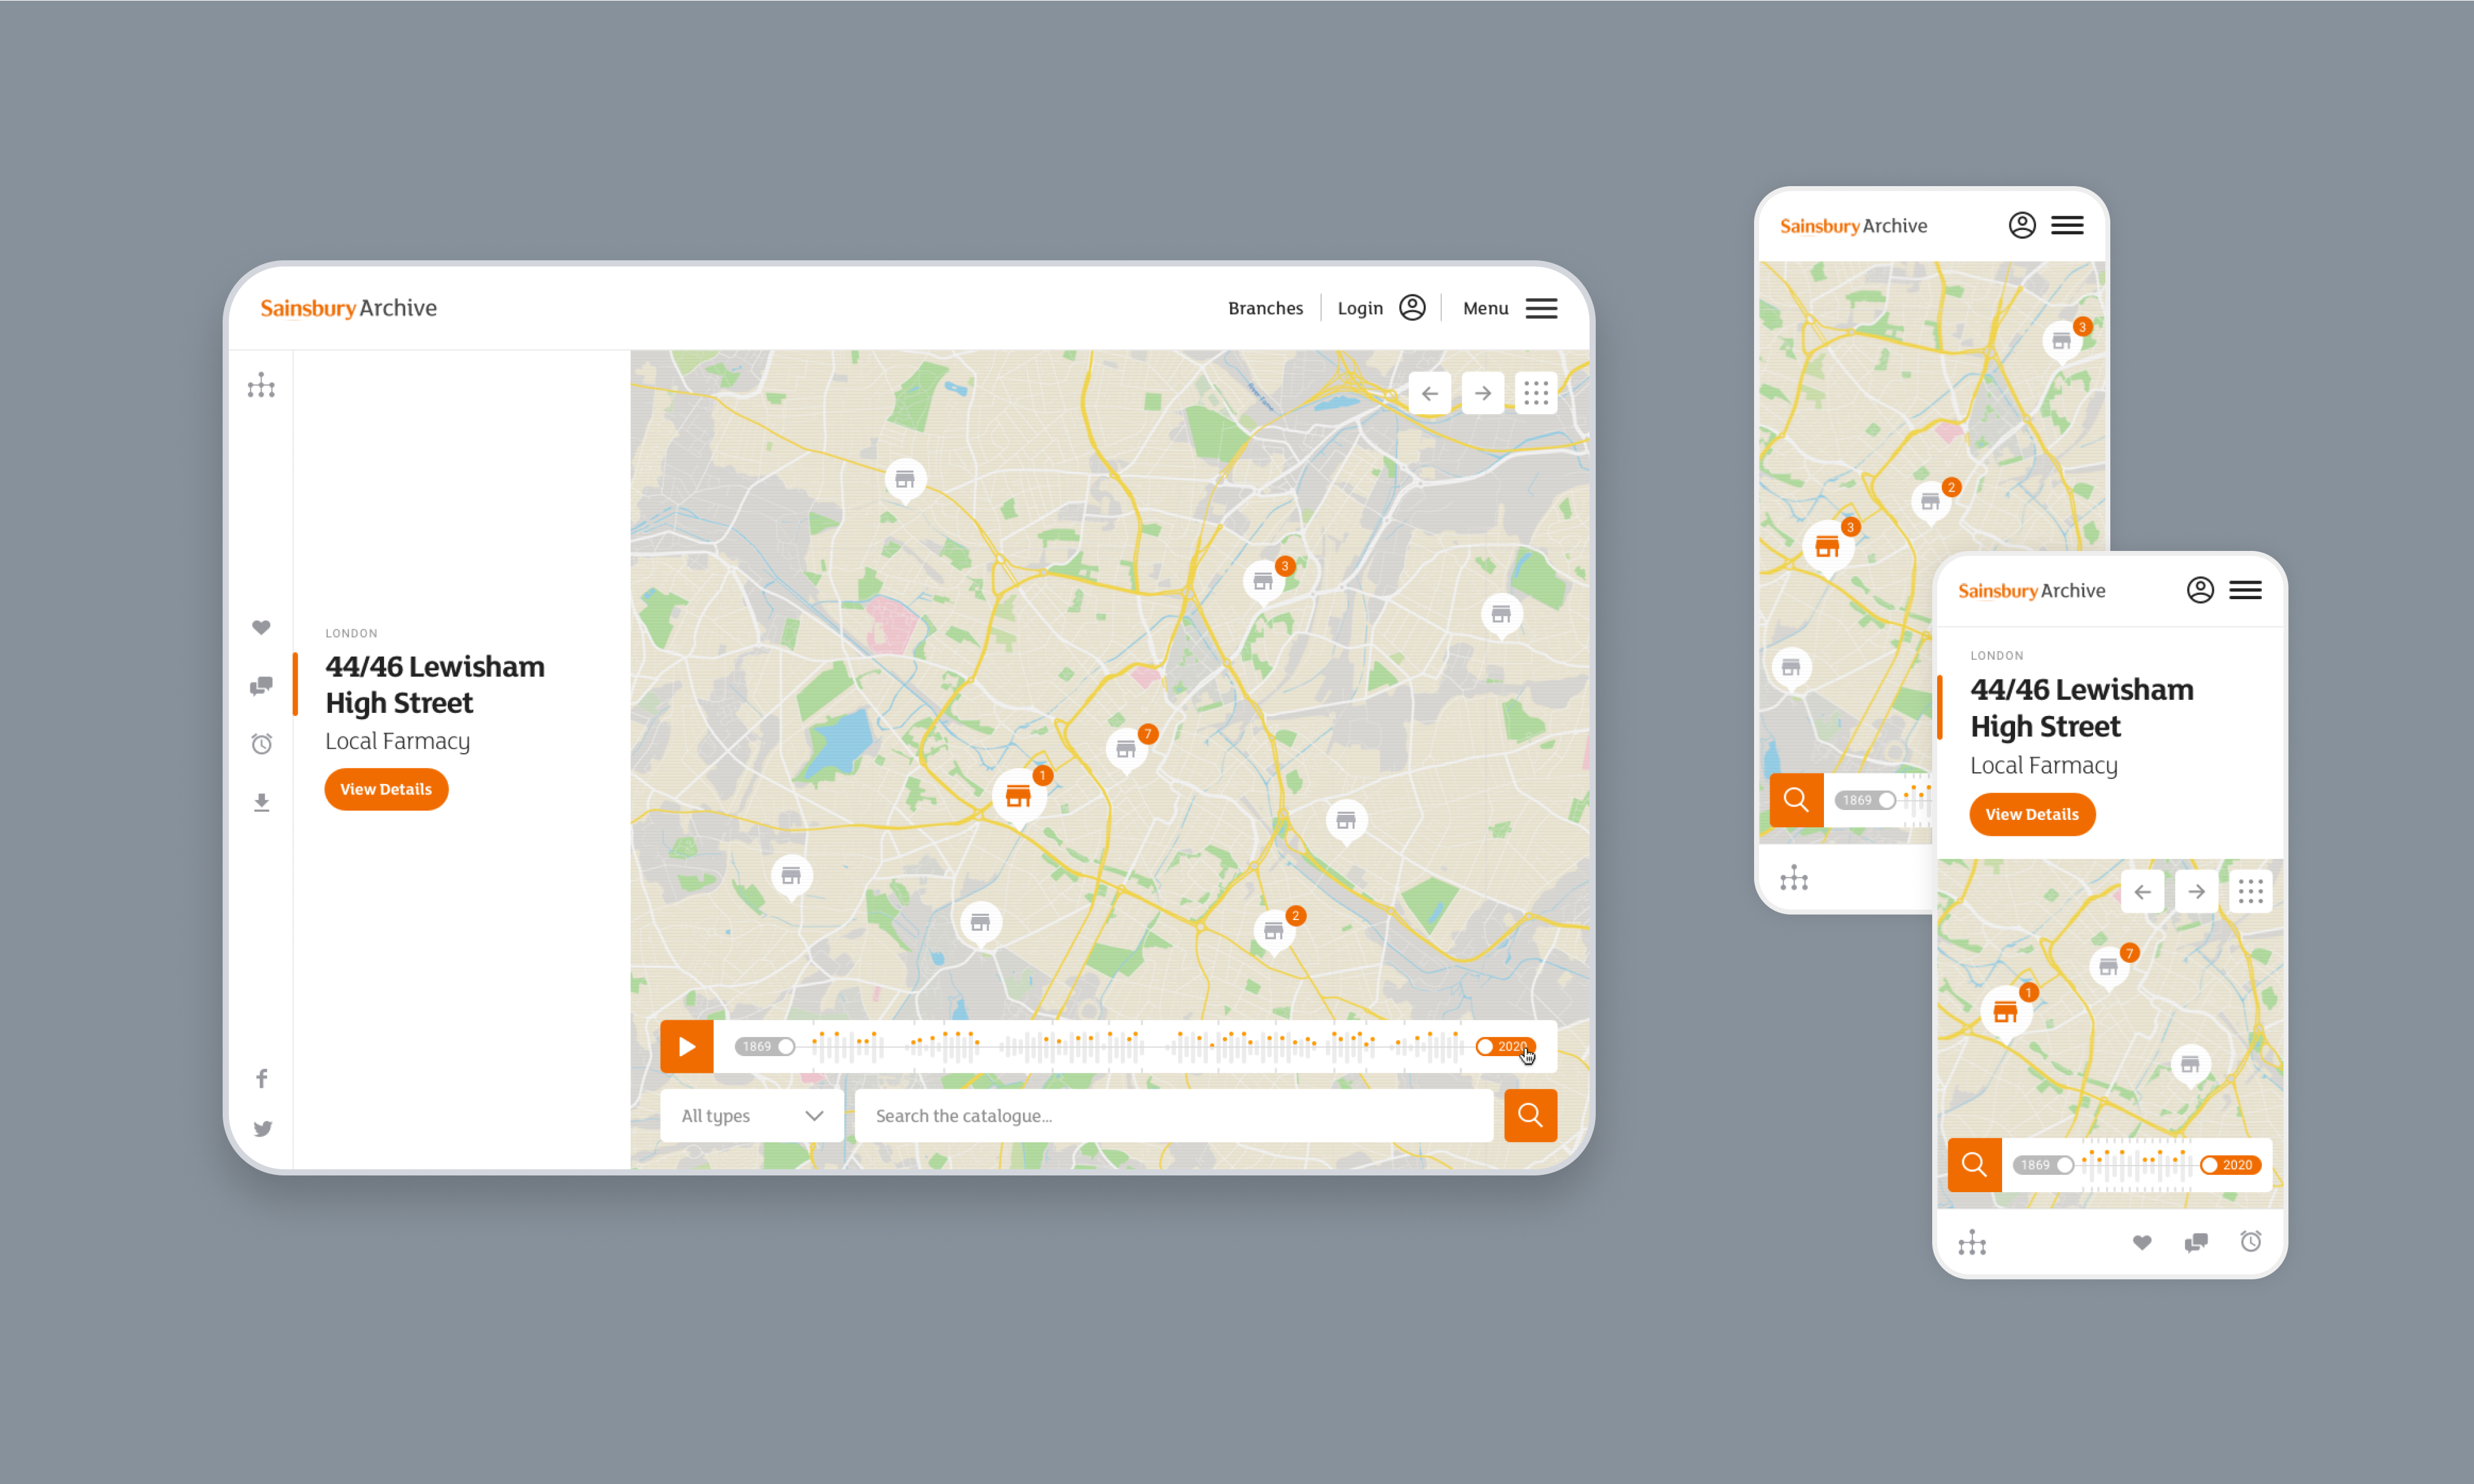 Sainsbury Archive
Branches
Login
Menu
LONDON
44/46 Lewisham
High Street
Local Farmacy
View Details
3
7
1
2
1869
2020
All types
Search the catalogue...
Sainsbury Archive
3
2
3
1869
Sainsbury Archive
LONDON
44/46 Lewisham
High Street
Local Farmacy
View Details
7
1
1869
2020